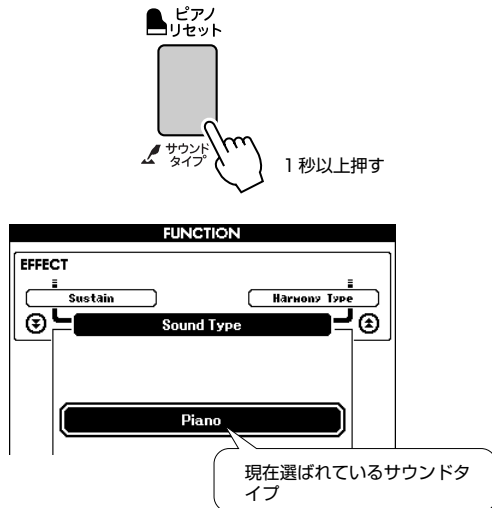 ピアノ
リセット
サウンド
タイプ
1 秒以上押す
FUNCTION
EFFECT
Sustain
Harmony Type
Sound Type
Piano
現在選ばれているサウンドタ
イプ